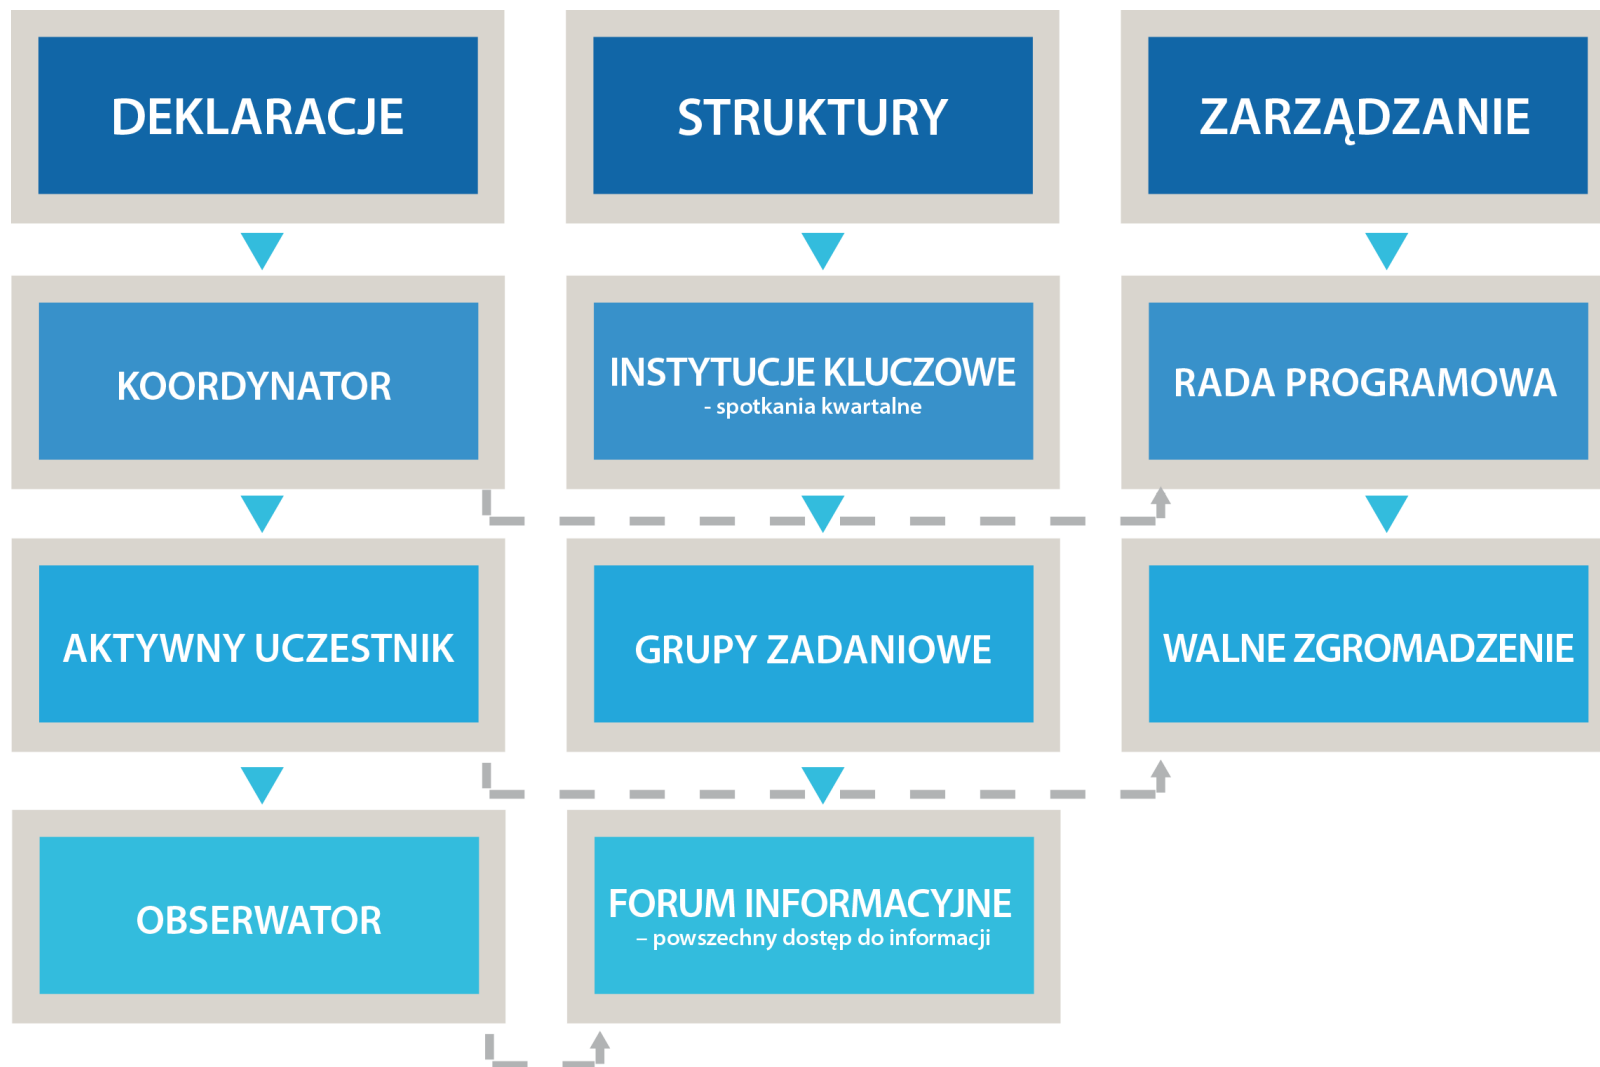 DEKLARACJE
STRUKTURY
ZARZĄDZANIE
KOORDYNATOR
INSTYTUCJE KLUCZOWE
- spotkania kwartalne
RADA PROGRAMOWA
AKTYWNY UCZESTNIK
GRUPY ZADANIOWE
WALNE ZGROMADZENIE
OBSERWATOR
FORUM INFORMACYJNE
– powszechny dostęp do informacji